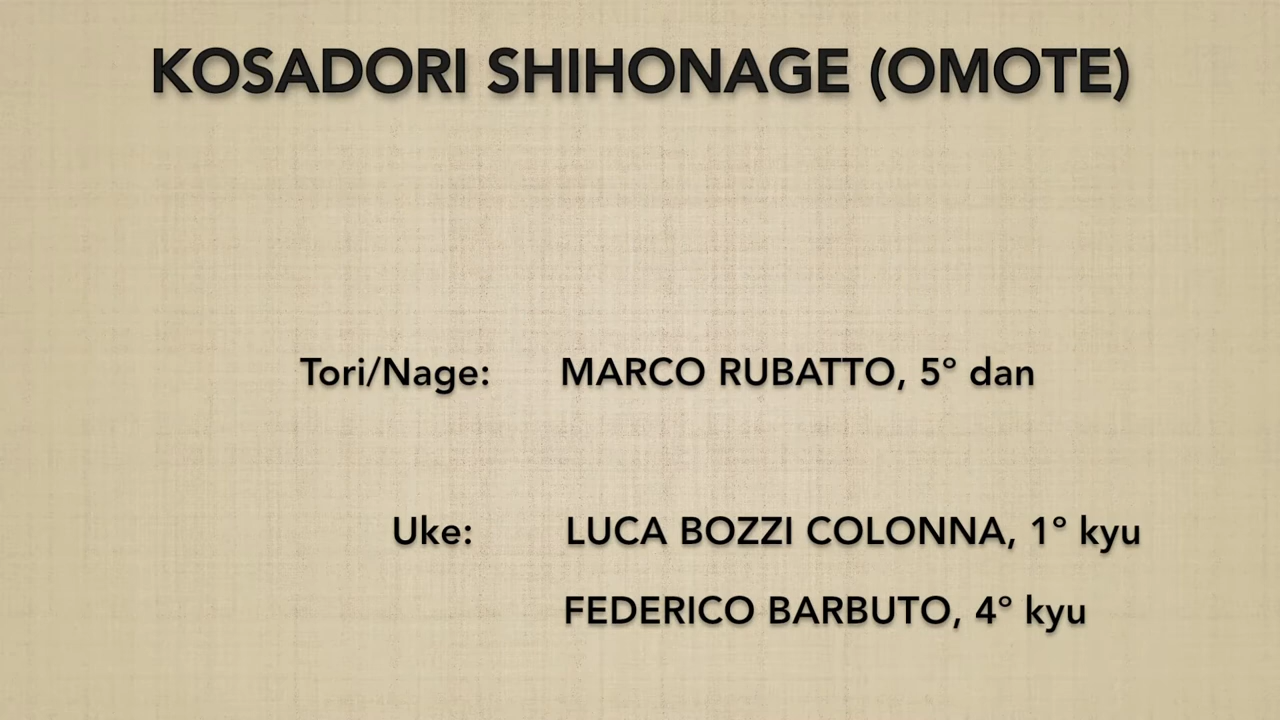 KOSADORI SHIHONAGE (OMOTE)
Tori/Nage: MARCO RUBATTO, 5° dan
Uke: LUCA BOZZI COLONNA, 1° kyu
FEDERICO BARBUTO, 4° kyu